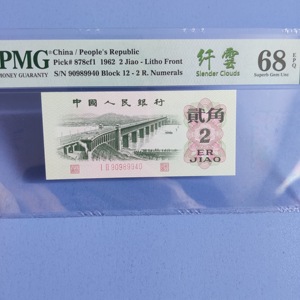 PMG
MONEY GUARANTY
China / People's Republic
Pick# 878cf1 1962 2 Jiao - Litho Front
S/N 90989940 Block 12 - 2 R. Numerals
纤雲
Slender Clouds
68
EPQ
Superb Gem Unc
中國人民銀行
貳角
2
ER
JIAO
I II 90989940